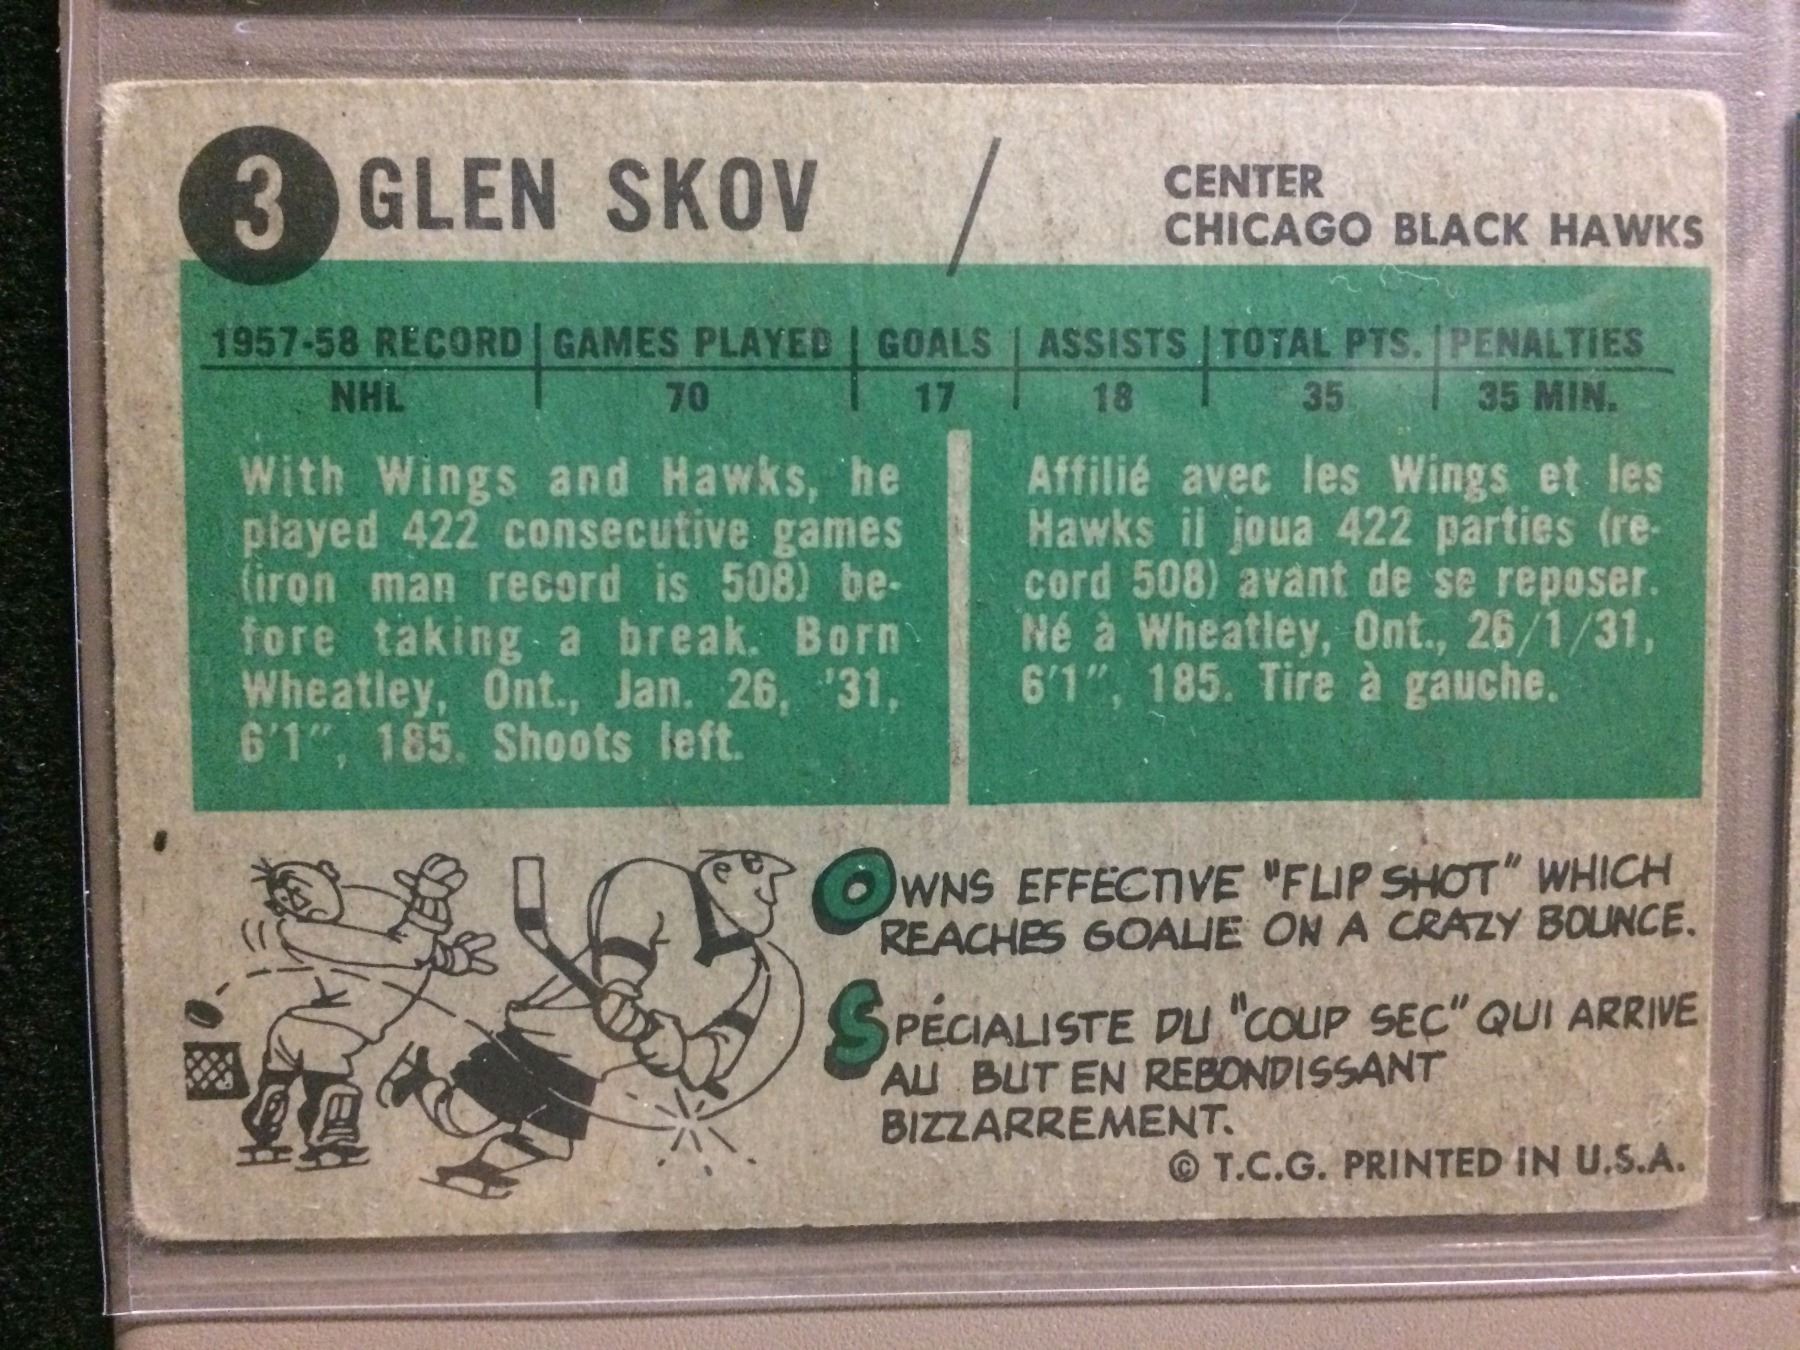 3 GLEN SKOV / CENTER
CHICAGO BLACK HAWKS
1957-58 RECORD | GAMES PLAYED | GOALS | ASSISTS | TOTAL PTS. | PENALTIES
NHL | 70 | 17 | 18 | 35 | 35 MIN.
With Wings and Hawks, he
played 422 consecutive games
(iron man record is 508) be-
fore taking a break. Born
Wheatley, Ont., Jan. 26, '31,
6'1", 185. Shoots left.
Affilié avec les Wings et les
Hawks il joua 422 parties (re-
cord 508) avant de se reposer.
Né à Wheatley, Ont., 26/1/31,
6'1", 185. Tire à gauche.
OWNS EFFECTIVE "FLIP SHOT" WHICH
REACHES GOALIE ON A CRAZY BOUNCE.
SPÉCIALISTE DU "COUP SEC" QUI ARRIVE
AU BUT EN REBONDISSANT
BIZZARREMENT.
© T.C.G. PRINTED IN U.S.A.